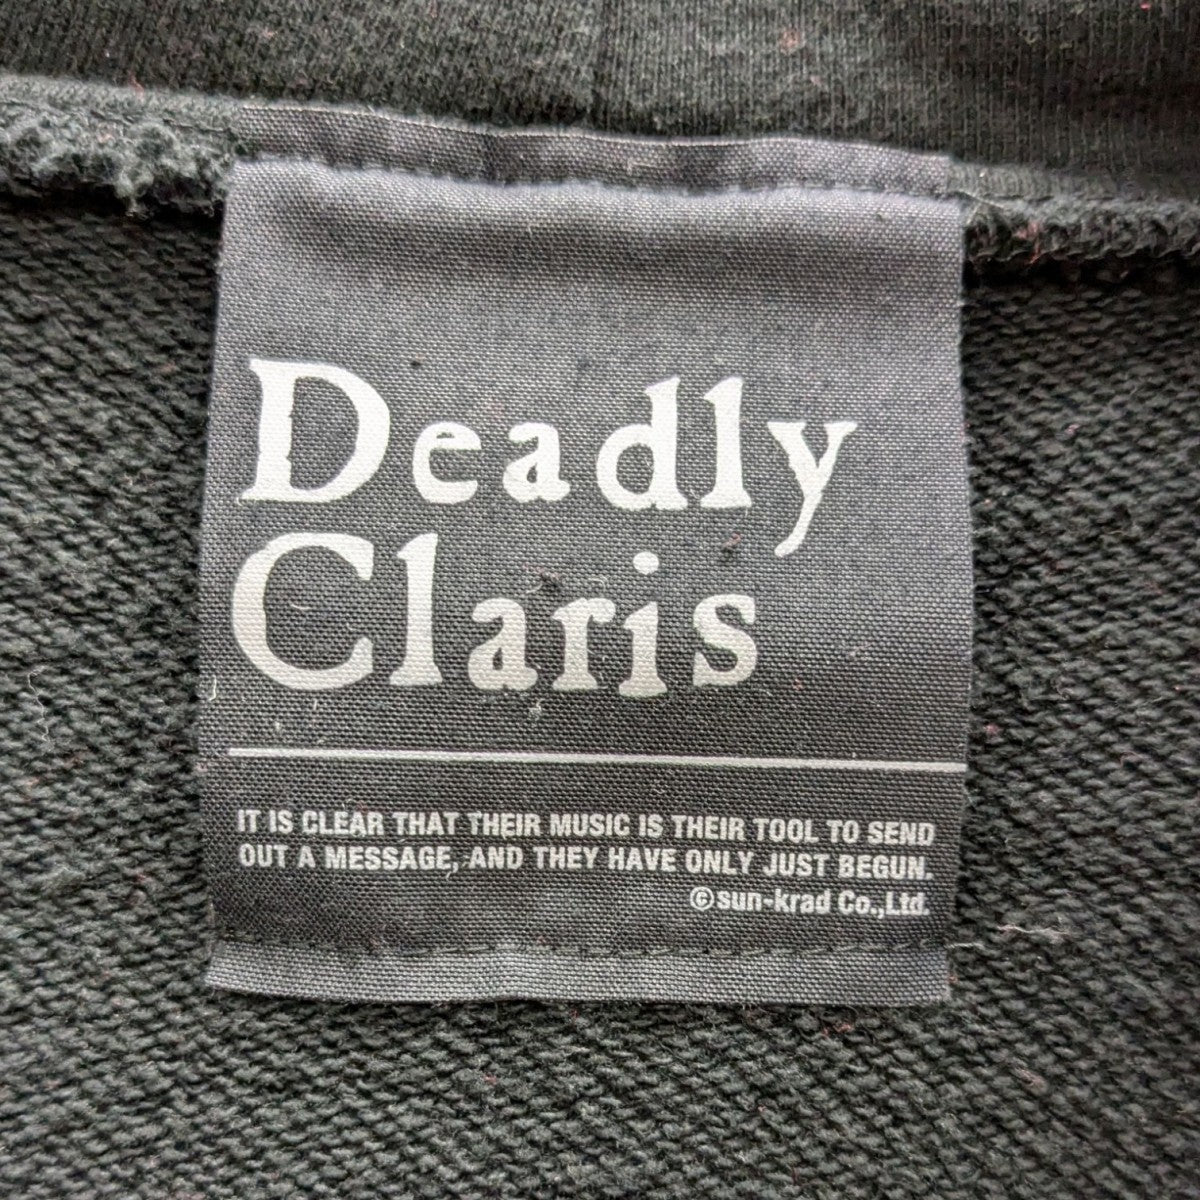 Deadly
Claris
IT IS CLEAR THAT THEIR MUSIC IS THEIR TOOL TO SEND
OUT A MESSAGE, AND THEY HAVE ONLY JUST BEGUN.
©sun-krad Co.,Ltd.